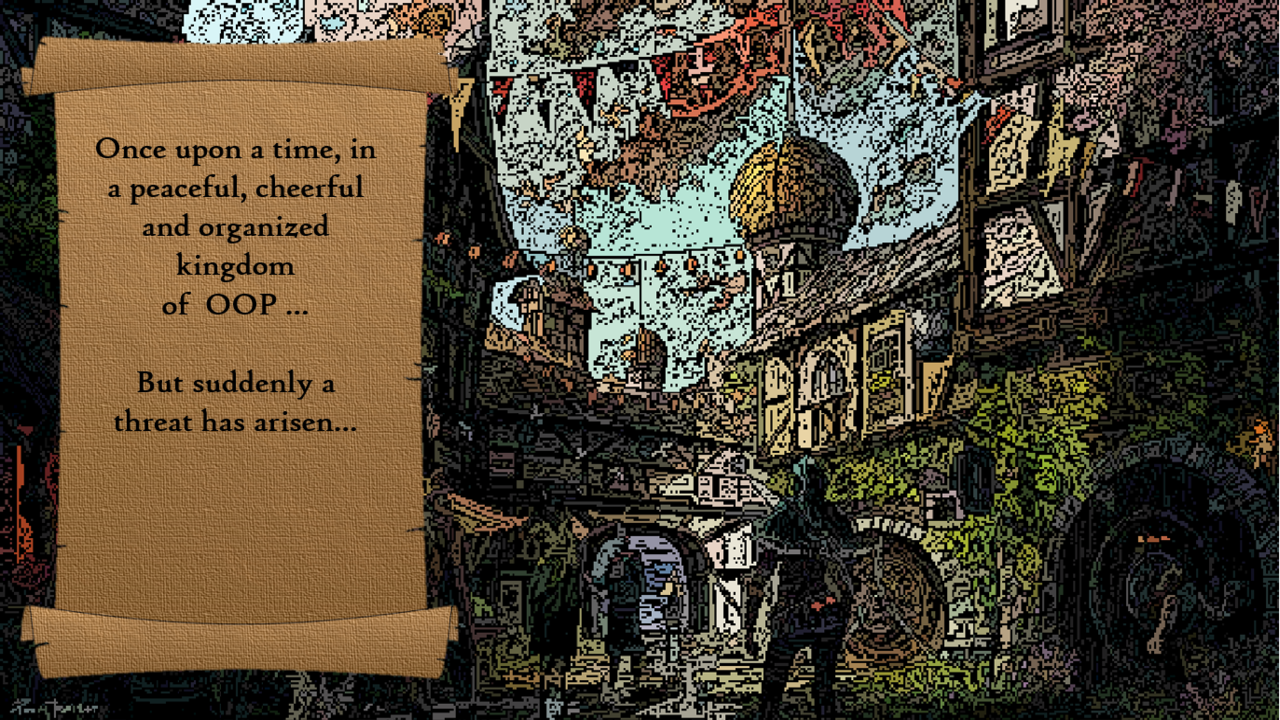 Once upon a time, in
a peaceful, cheerful
and organized
kingdom
of OOP ...
But suddenly a
threat has arisen...